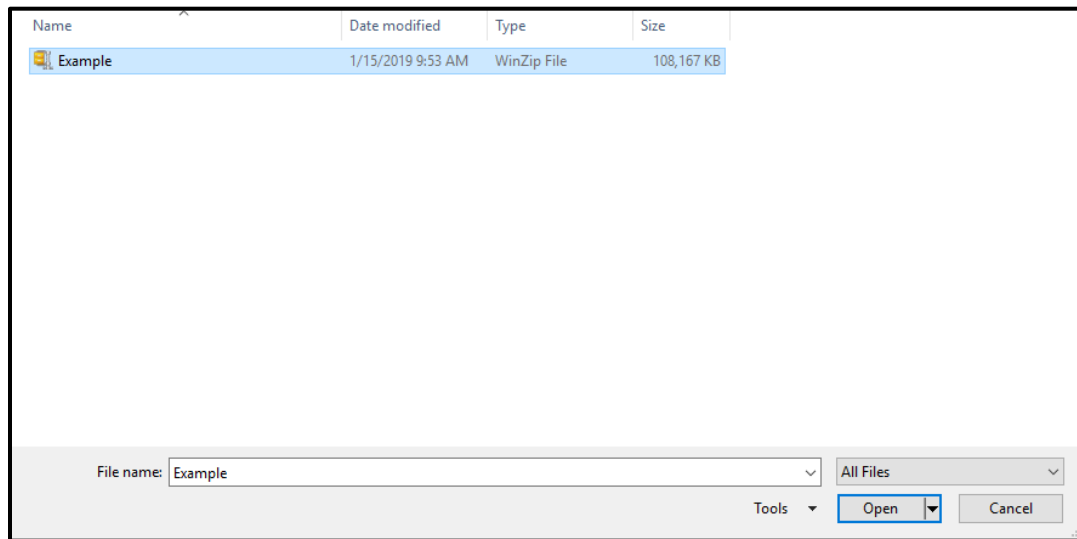 Name Date modified Type Size
Example 1/15/2019 9:53 AM WinZip File 108,167 KB
File name: Example All Files
Tools Open Cancel